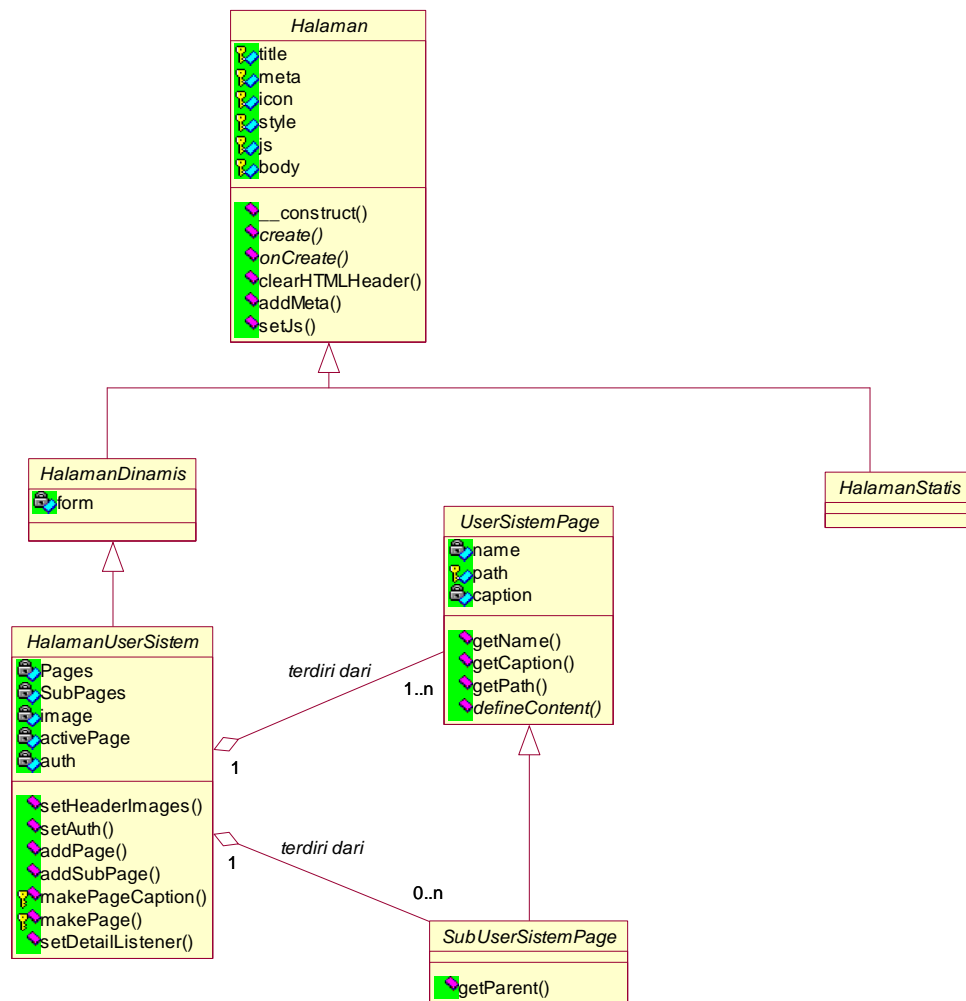 Halaman
title
meta
icon
style
js
body
__construct()
create()
onCreate()
clearHTMLHeader()
addMeta()
setJs()
HalamanDinamis
form
HalamanStatis
UserSistemPage
name
path
caption
getName()
getCaption()
getPath()
defineContent()
HalamanUserSistem
Pages
SubPages
image
activePage
auth
setHeaderImages()
setAuth()
addPage()
addSubPage()
makePageCaption()
makePage()
setDetailListener()
terdiri dari
1..n
1
terdiri dari
1
0..n
SubUserSistemPage
getParent()